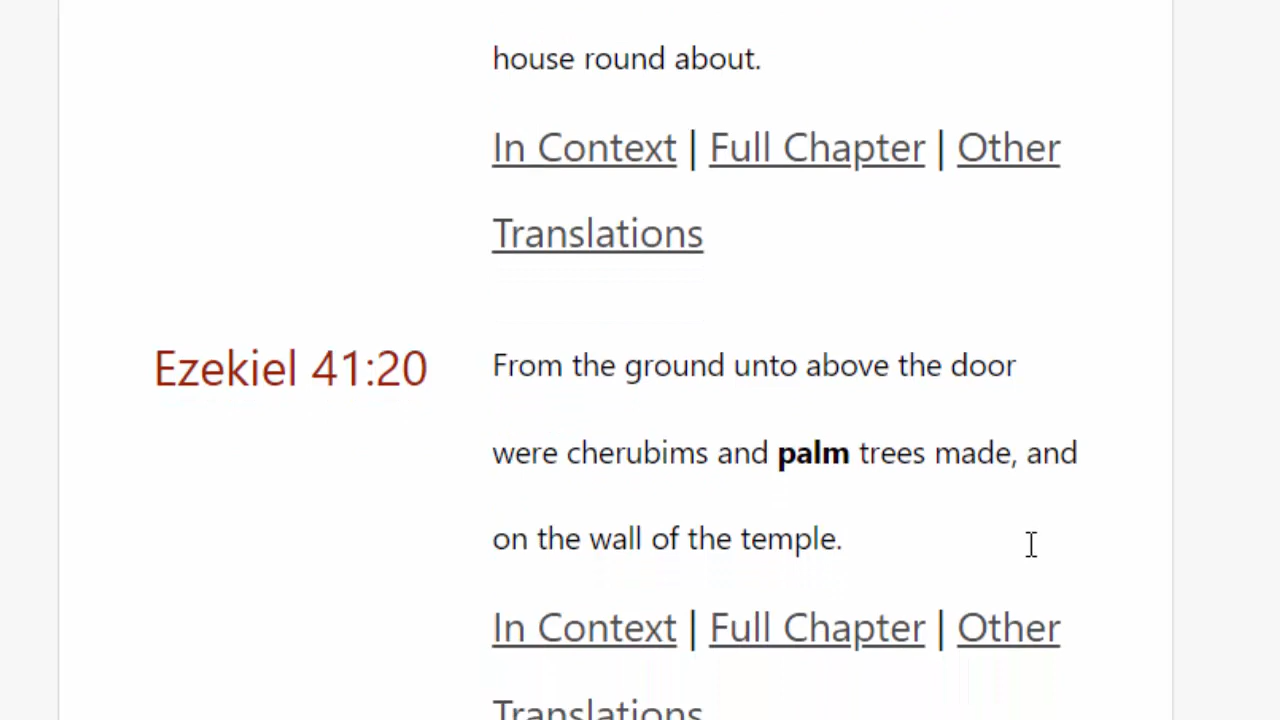 house round about.
In Context | Full Chapter | Other
Translations
Ezekiel 41:20
From the ground unto above the door
were cherubims and palm trees made, and
on the wall of the temple.
In Context | Full Chapter | Other
Translations